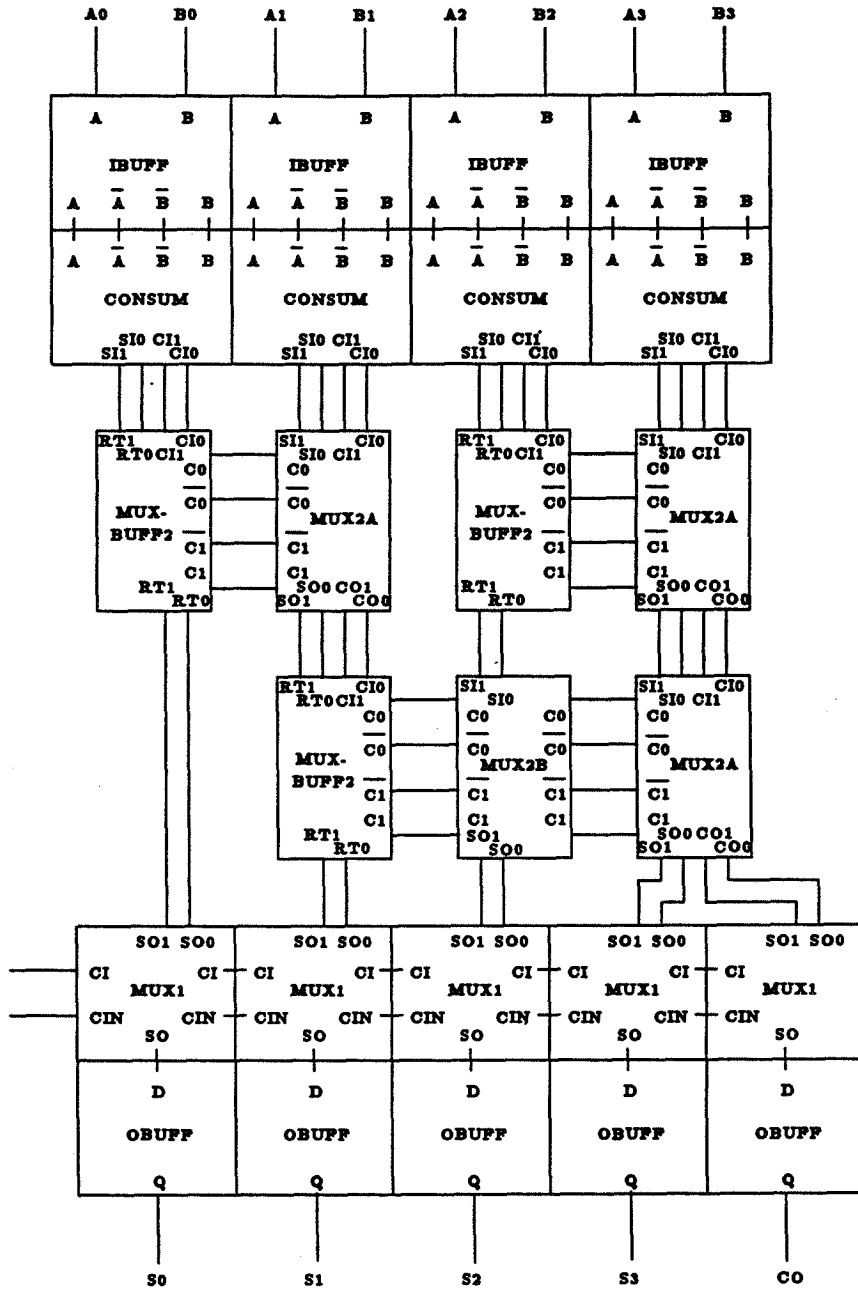 A0 B0 A1 B1 A2 B2 A3 B3
A B A B A B A B
IBUFF IBUFF IBUFF IBUFF
A A̅ B̅ B A A̅ B̅ B A A̅ B̅ B A A̅ B̅ B
A A̅ B̅ B A A̅ B̅ B A A̅ B̅ B A A̅ B̅ B
CONSUM CONSUM CONSUM CONSUM
SI0 CI1 SI0 CI1 SI0 CI1 SI0 CI1
SI1 CI0 SI1 CI0 SI1 CI0 SI1 CI0
RT1 CI0 SI1 CI0 RT1 CI0 SI1 CI0
RT0 CI1 SI0 CI1 RT0 CI1 SI0 CI1
C0 C0 C0 C0
C̅0̅ C̅0̅ C̅0̅ C̅0̅
MUX- MUX2A MUX- MUX2A
BUFF2 BUFF2
C̅1̅ C̅1̅ C̅1̅ C̅1̅
C1 C1 C1 C1
RT1 SO0 CO1 RT1 SO0 CO1
RT0 SO1 CO0 RT0 SO1 CO0
RT1 CI0 SI1 SI1 CI0
RT0 CI1 SI0 SI0 CI1
C0 C0 C0 C0
C̅0̅ C̅0̅ C̅0̅ C̅0̅
MUX- MUX2B MUX2A
BUFF2
C̅1̅ C̅1̅ C̅1̅ C̅1̅
C1 C1 C1 C1
RT1 SO1 SO0 CO1
RT0 SO0 SO1 CO0
SO1 SO0 SO1 SO0 SO1 SO0 SO1 SO0 SO1 SO0
CI CI CI CI CI CI CI CI CI
MUX1 MUX1 MUX1 MUX1 MUX1
CIN CIN CIN CIN CIN CIN CIN CIN CIN
SO SO SO SO SO
D D D D D
OBUFF OBUFF OBUFF OBUFF OBUFF
Q Q Q Q Q
S0 S1 S2 S3 CO